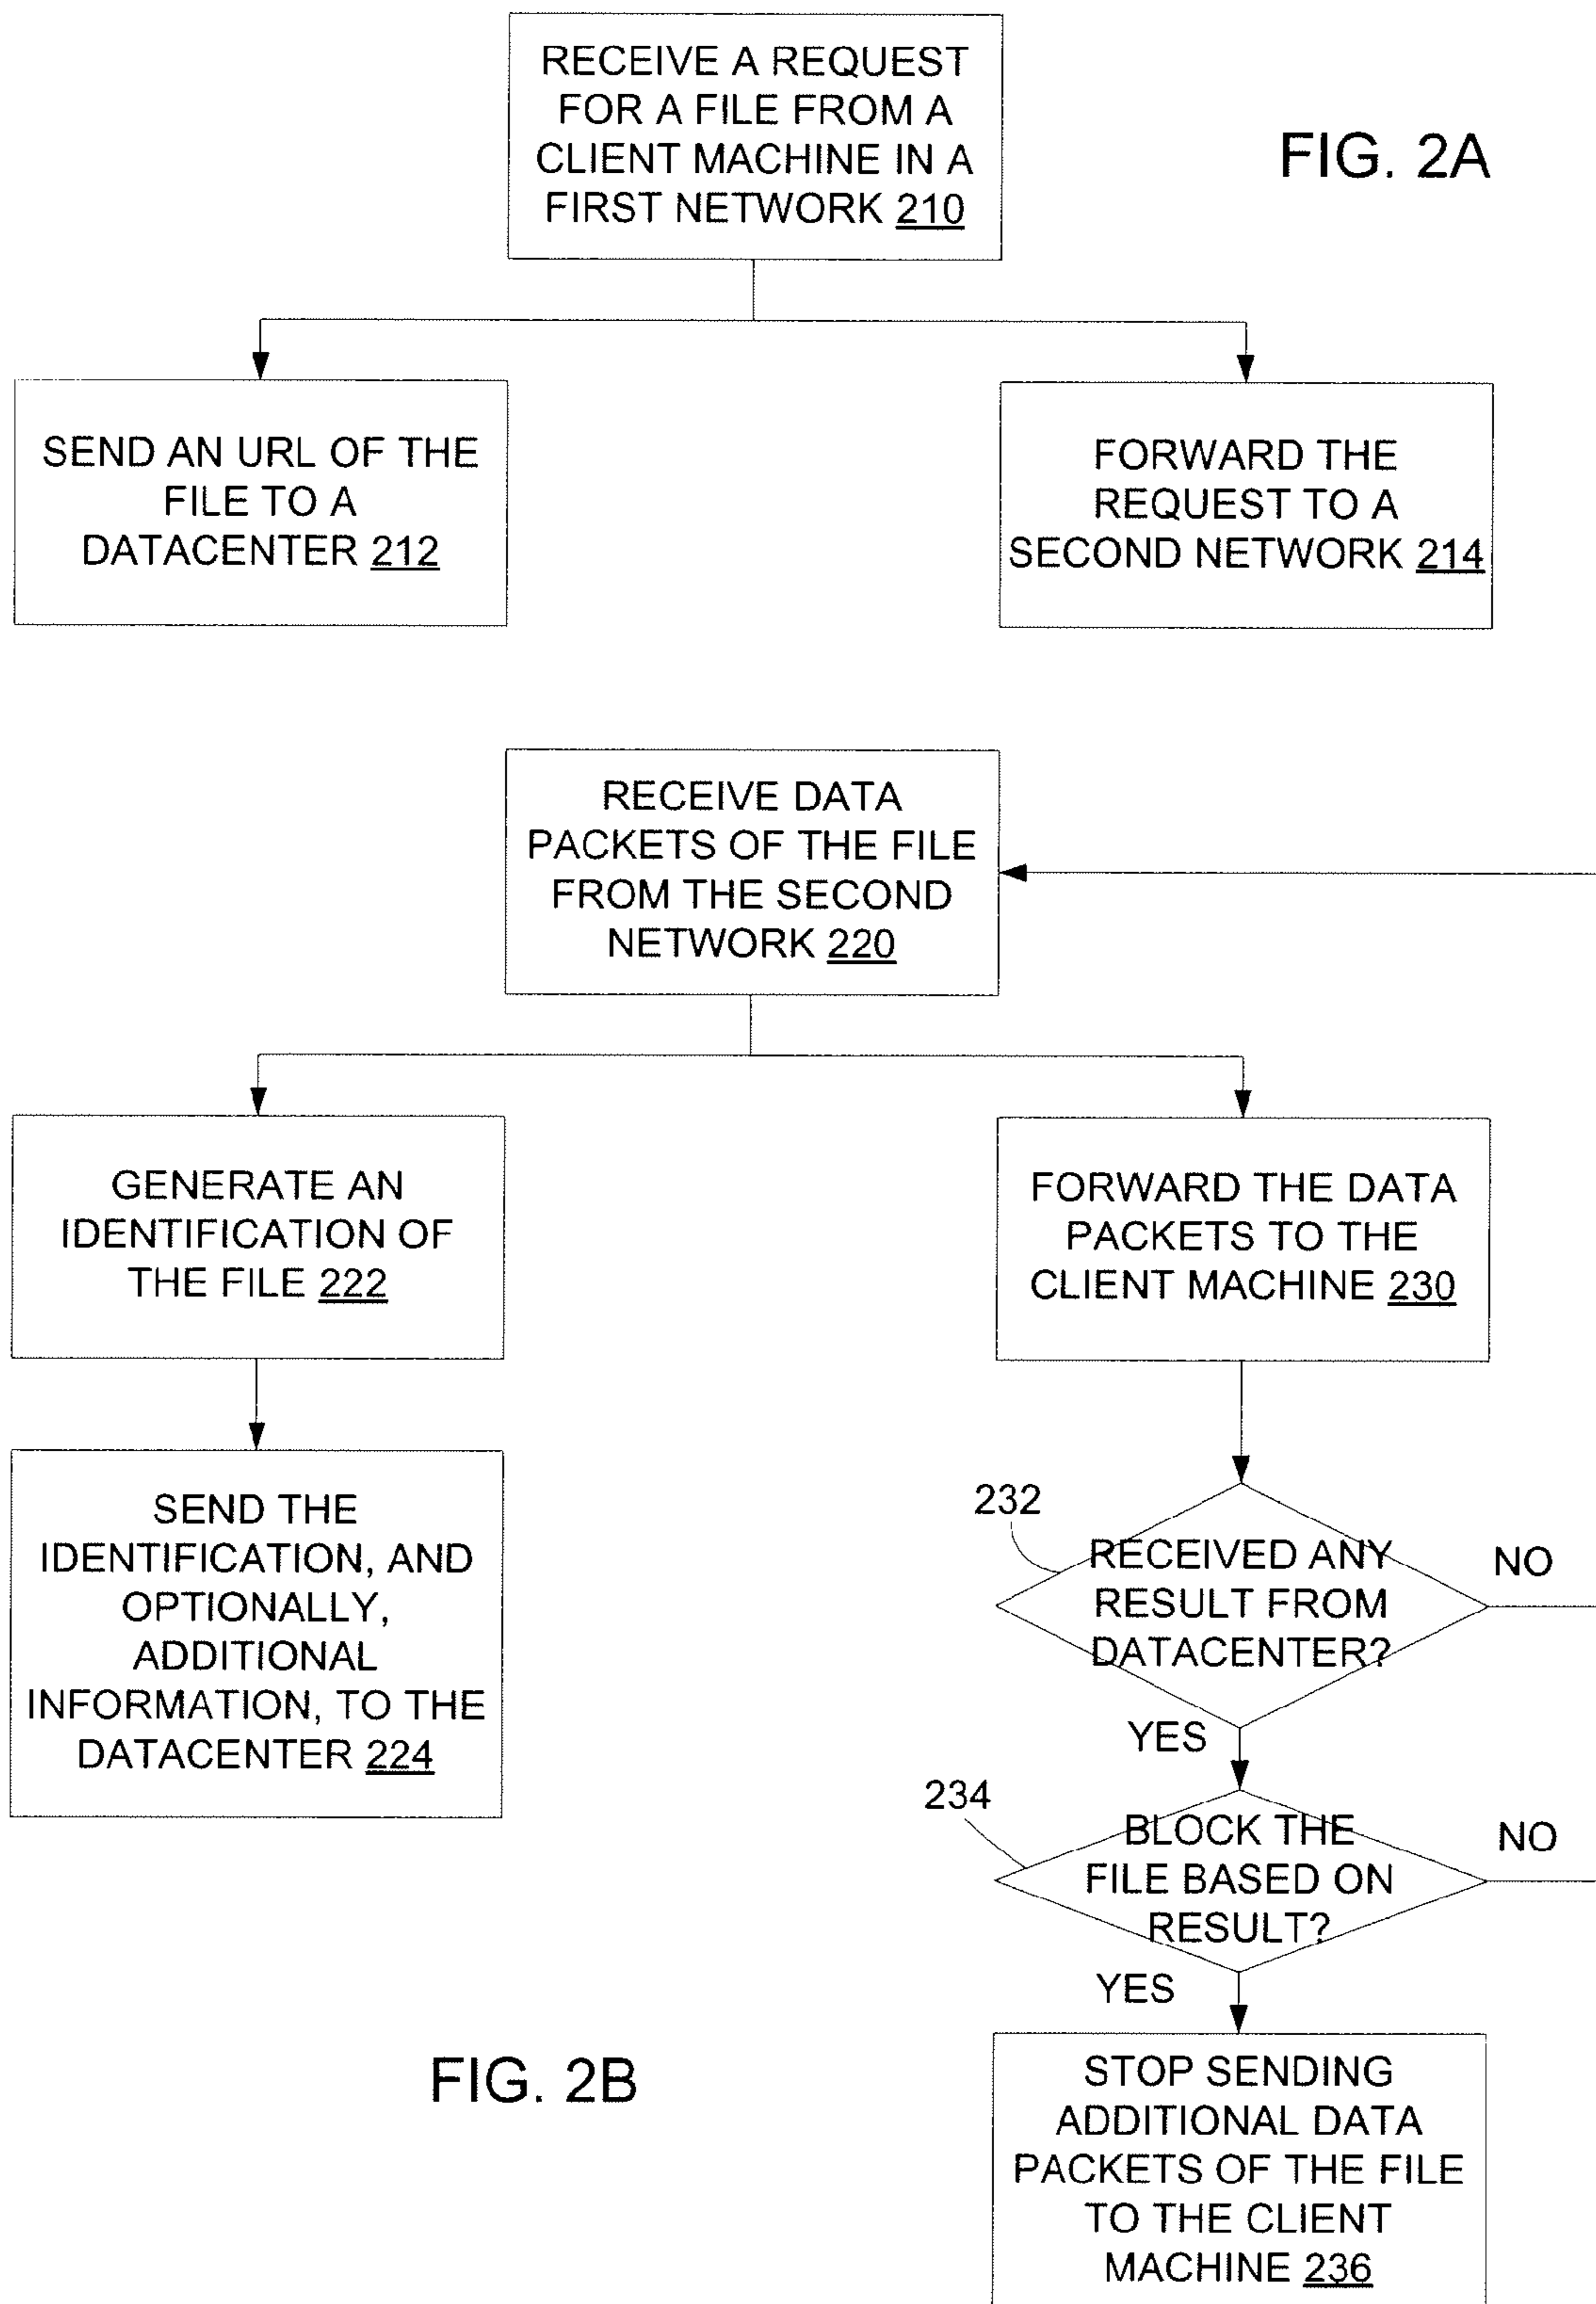 RECEIVE A REQUEST
FOR A FILE FROM A
CLIENT MACHINE IN A
FIRST NETWORK 210
FIG. 2A
SEND AN URL OF THE
FILE TO A
DATACENTER 212
FORWARD THE
REQUEST TO A
SECOND NETWORK 214
RECEIVE DATA
PACKETS OF THE FILE
FROM THE SECOND
NETWORK 220
GENERATE AN
IDENTIFICATION OF
THE FILE 222
FORWARD THE DATA
PACKETS TO THE
CLIENT MACHINE 230
SEND THE
IDENTIFICATION, AND
OPTIONALLY,
ADDITIONAL
INFORMATION, TO THE
DATACENTER 224
232
RECEIVED ANY
RESULT FROM
DATACENTER?
NO
YES
234
BLOCK THE
FILE BASED ON
RESULT?
NO
YES
STOP SENDING
ADDITIONAL DATA
PACKETS OF THE FILE
TO THE CLIENT
MACHINE 236
FIG. 2B